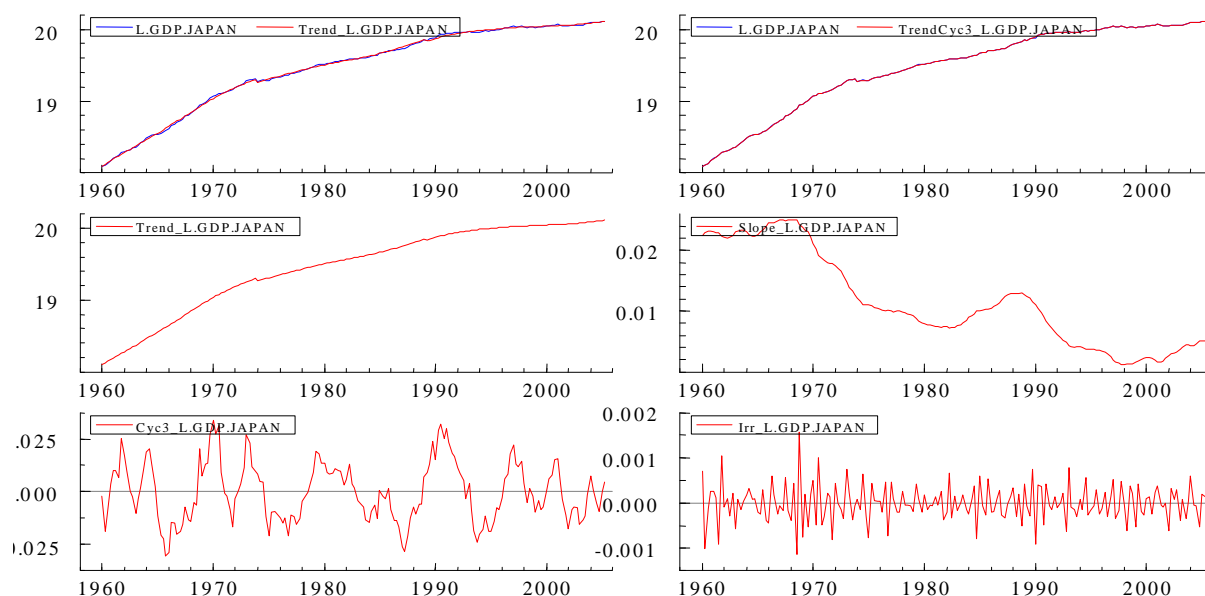 20
L.GDP.JAPAN Trend_L.GDP.JAPAN
19
1960 1970 1980 1990 2000
20
L.GDP.JAPAN TrendCyc3_L.GDP.JAPAN
19
1960 1970 1980 1990 2000
20
Trend_L.GDP.JAPAN
19
1960 1970 1980 1990 2000
Slope_L.GDP.JAPAN
0.02
0.01
1960 1970 1980 1990 2000
Cyc3_L.GDP.JAPAN
.025
.000
0.025
1960 1970 1980 1990 2000
0.002
Irr_L.GDP.JAPAN
0.001
-0.000
-0.001
1960 1970 1980 1990 2000